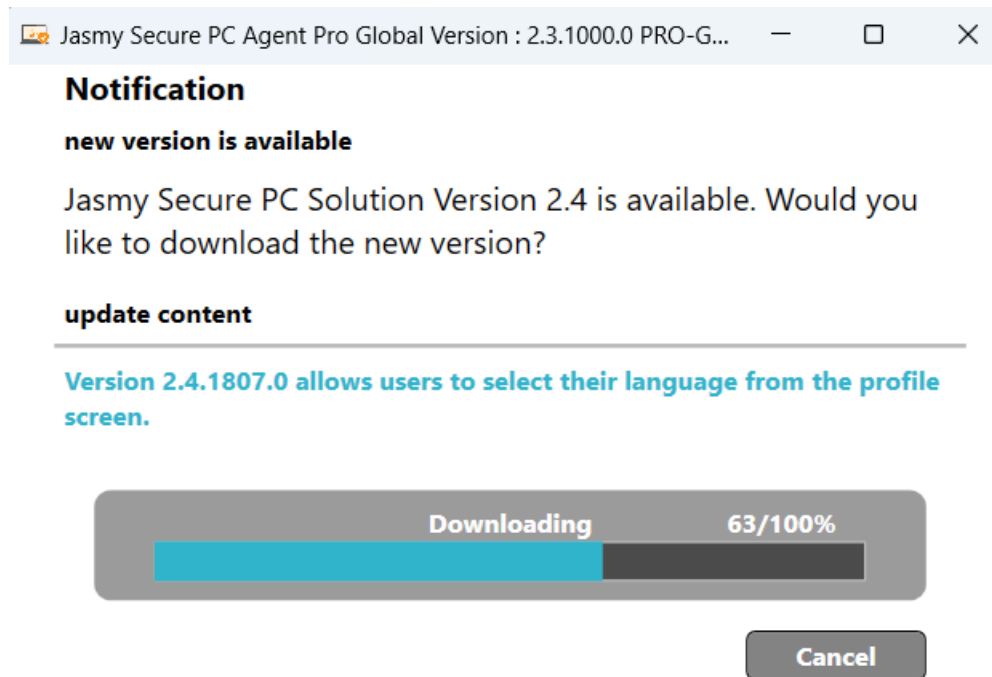 Jasmy Secure PC Agent Pro Global Version : 2.3.1000.0 PRO-G...
Notification
new version is available
Jasmy Secure PC Solution Version 2.4 is available. Would you
like to download the new version?
update content
Version 2.4.1807.0 allows users to select their language from the profile
screen.
Downloading 63/100%
Cancel